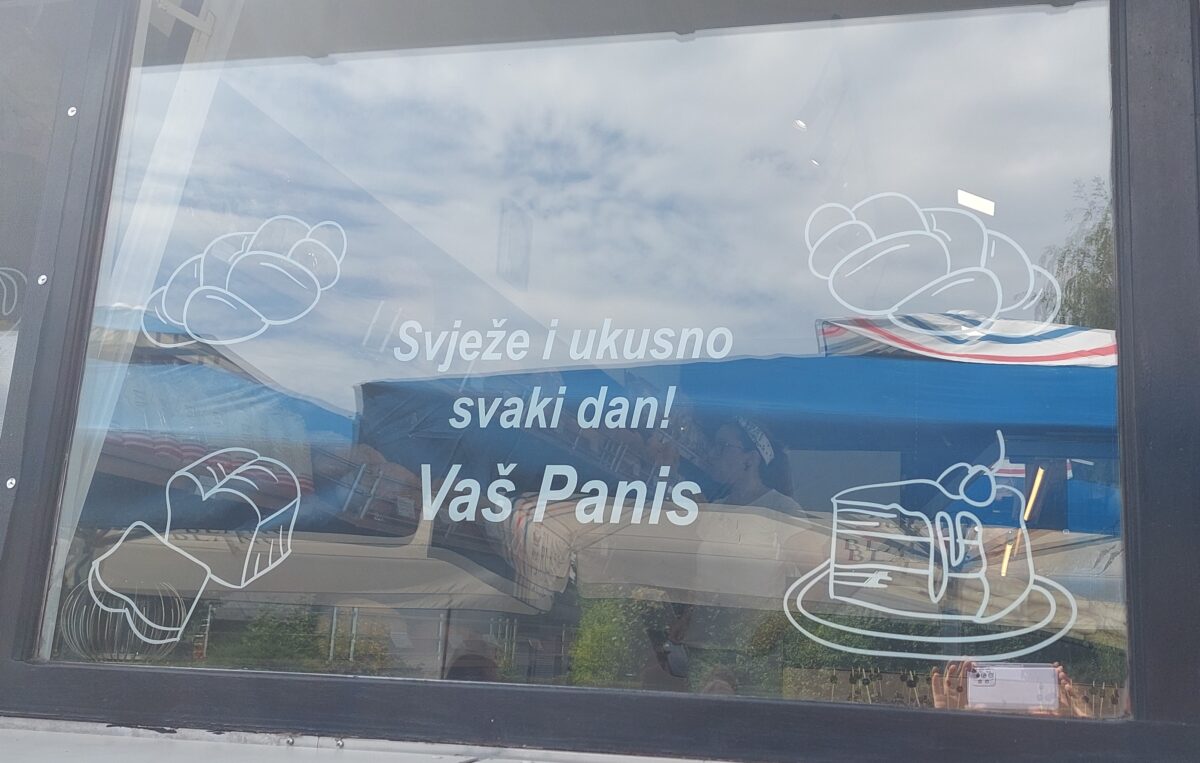 Svježe i ukusno
svaki dan!
Vaš Panis